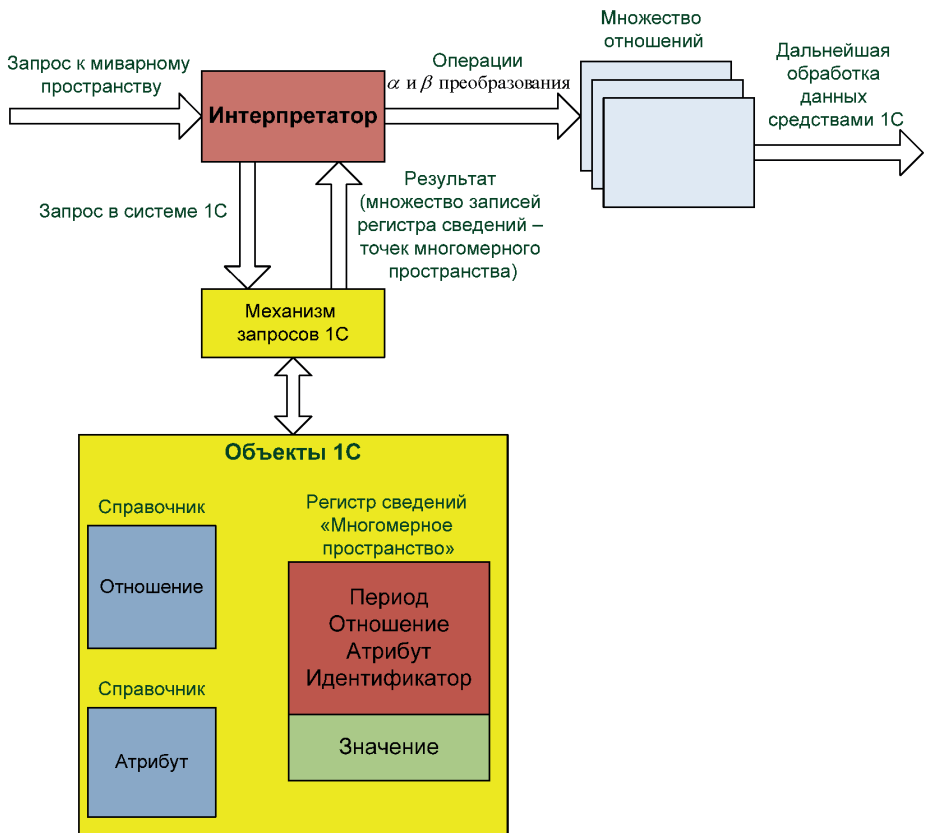 Запрос к миварному
пространству
Интерпретатор
Операции
α и β преобразования
Множество
отношений
Дальнейшая
обработка
данных
средствами 1С
Запрос в системе 1С
Результат
(множество записей
регистра сведений –
точек многомерного
пространства)
Механизм
запросов 1С
Объекты 1С
Справочник
Отношение
Справочник
Атрибут
Регистр сведений
«Многомерное
пространство»
Период
Отношение
Атрибут
Идентификатор
Значение